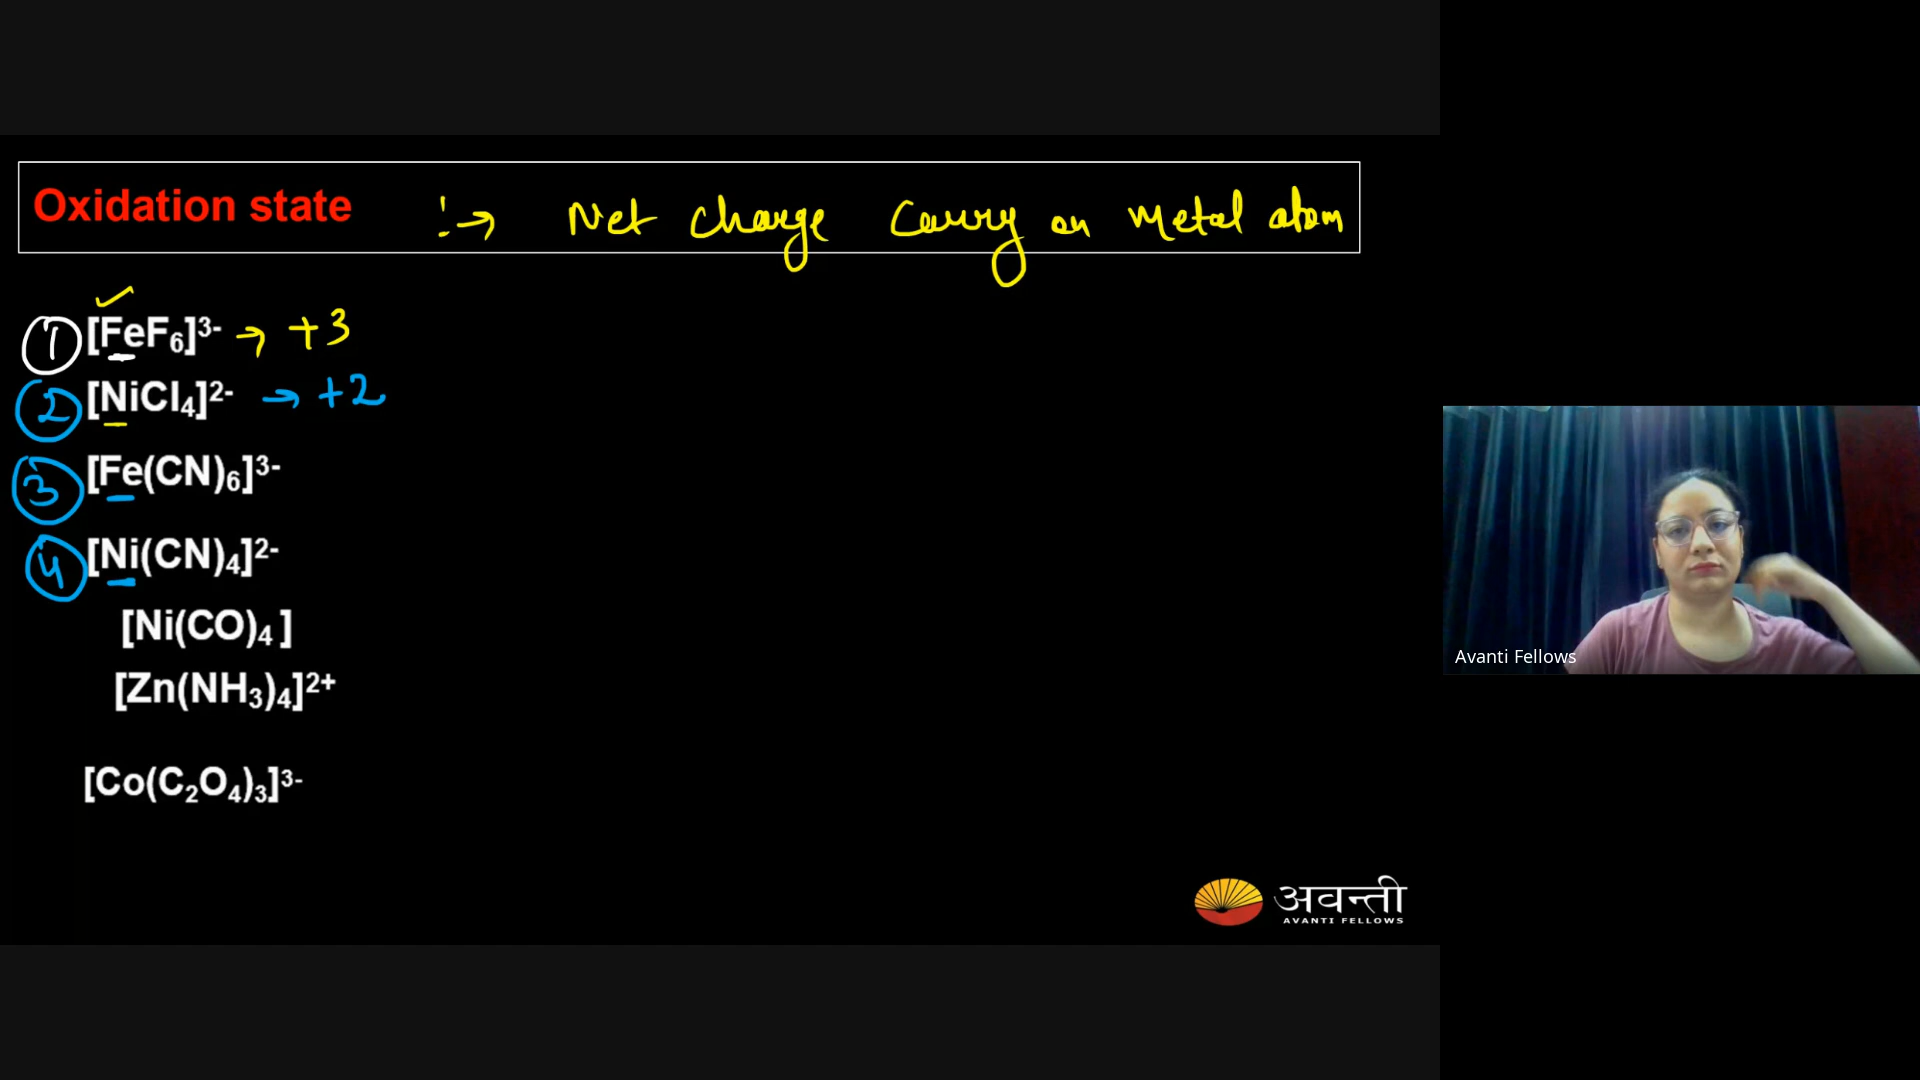 Oxidation state :→ Net charge carry on Metal atom
① [FeF₆]³⁻ → +3
② [NiCl₄]²⁻ → +2
③ [Fe(CN)₆]³⁻
④ [Ni(CN)₄]²⁻
[Ni(CO)₄ ]
[Zn(NH₃)₄]²⁺
[Co(C₂O₄)₃]³⁻
Avanti Fellows
अवन्ती
AVANTI FELLOWS